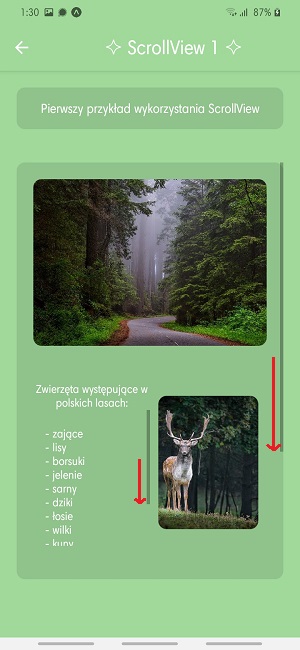 1:30 87%
✧ ScrollView 1 ✧
Pierwszy przykład wykorzystania ScrollView
Zwierzęta występujące w
polskich lasach:
- zające
- lisy
- borsuki
- jelenie
- sarny
- dziki
- łosie
- wilki
- kuny